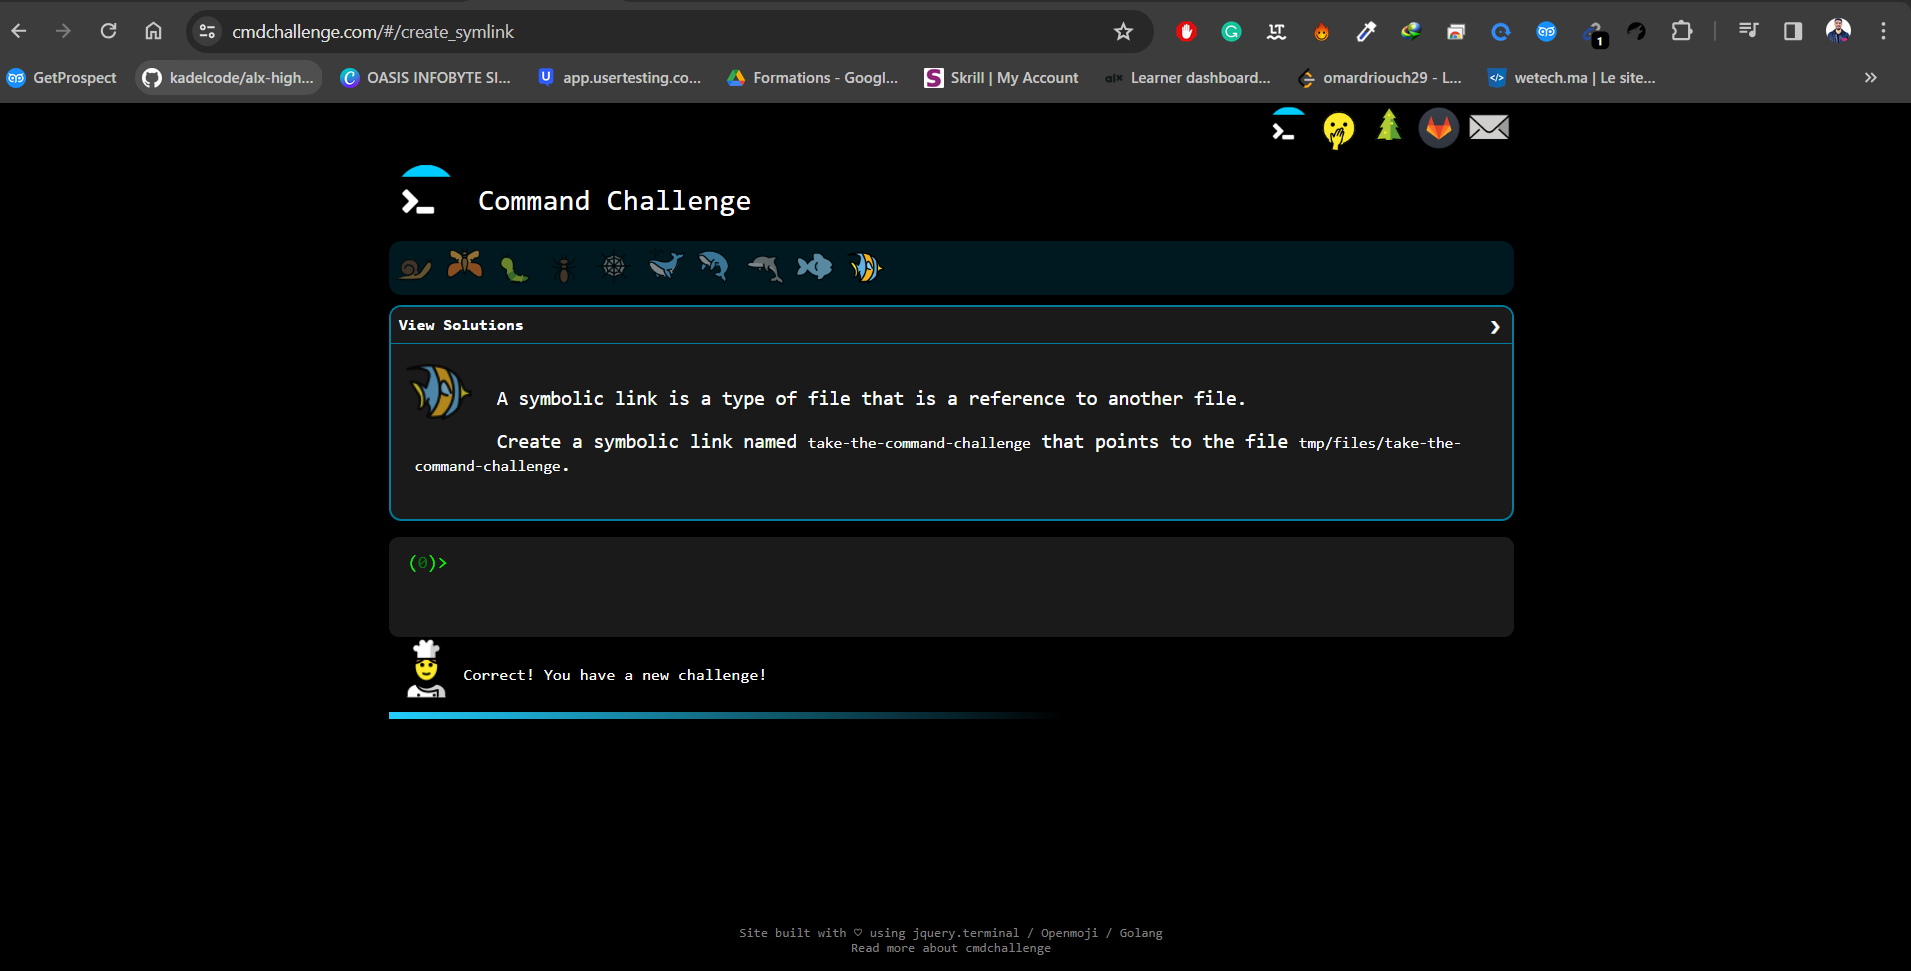 cmdchallenge.com/#/create_symlink
GetProspect kadelcode/alx-high... OASIS INFOBYTE SI... app.usertesting.co... Formations - Googl... Skrill | My Account Learner dashboard... omardriouch29 - L... wetech.ma | Le site...
Command Challenge
View Solutions
A symbolic link is a type of file that is a reference to another file.
Create a symbolic link named take-the-command-challenge that points to the file tmp/files/take-the-
command-challenge.
(0)>
Correct! You have a new challenge!
Site built with ♡ using jquery.terminal / Openmoji / Golang
Read more about cmdchallenge